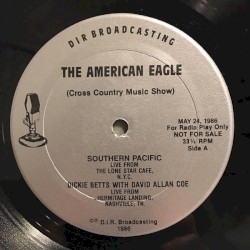 DIR BROADCASTING
THE AMERICAN EAGLE
(Cross Country Music Show)
MAY 24, 1986
For Radio Play Only
NOT FOR SALE
33⅓ RPM
Side A
SOUTHERN PACIFIC
LIVE FROM
THE LONE STAR CAFE,
N.Y.C.
DICKIE BETTS WITH DAVID ALLAN COE
LIVE FROM
HERMITAGE LANDING,
NASHVILLE, TN.
D.I.R. Broadcasting
1986